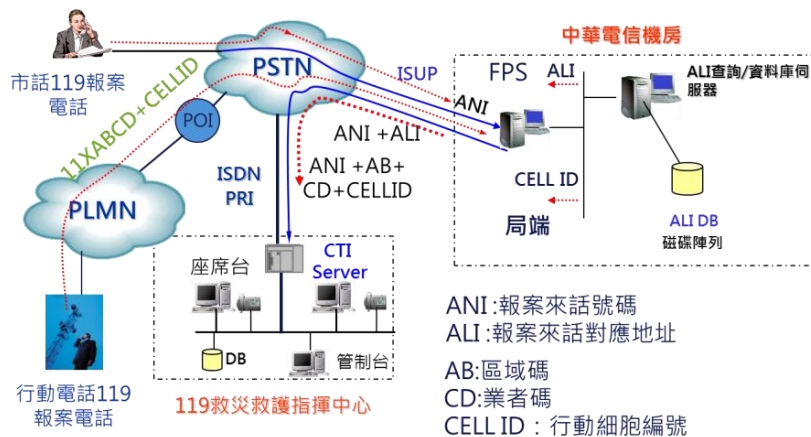 中華電信機房
市話119報案
電話
PSTN
ISUP
FPS
ALI
ALI查詢/資料庫伺
服器
ANI
11XABCD+CELLID
POI
ANI +ALI
ANI +AB+
CD+CELLID
ISDN
PRI
CELL ID
局端
ALI DB
磁碟陣列
PLMN
座席台
CTI
Server
DB
管制台
行動電話119
報案電話
119救災救護指揮中心
ANI:報案來話號碼
ALI:報案來話對應地址
AB:區域碼
CD:業者碼
CELL ID：行動細胞編號